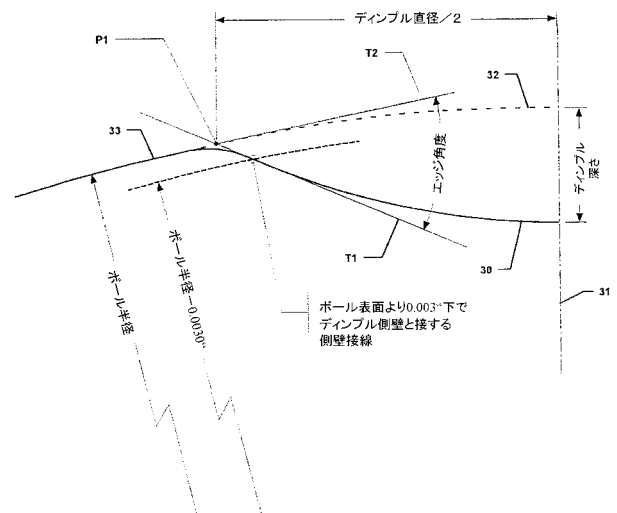 ディンプル直径／2
P1
T2
32
33
エッジ角度
ディンプル
深さ
T1
30
31
ボール半径
ボール半径－0.0030"
ボール表面より0.003"下で
ディンプル側壁と接する
側壁接線